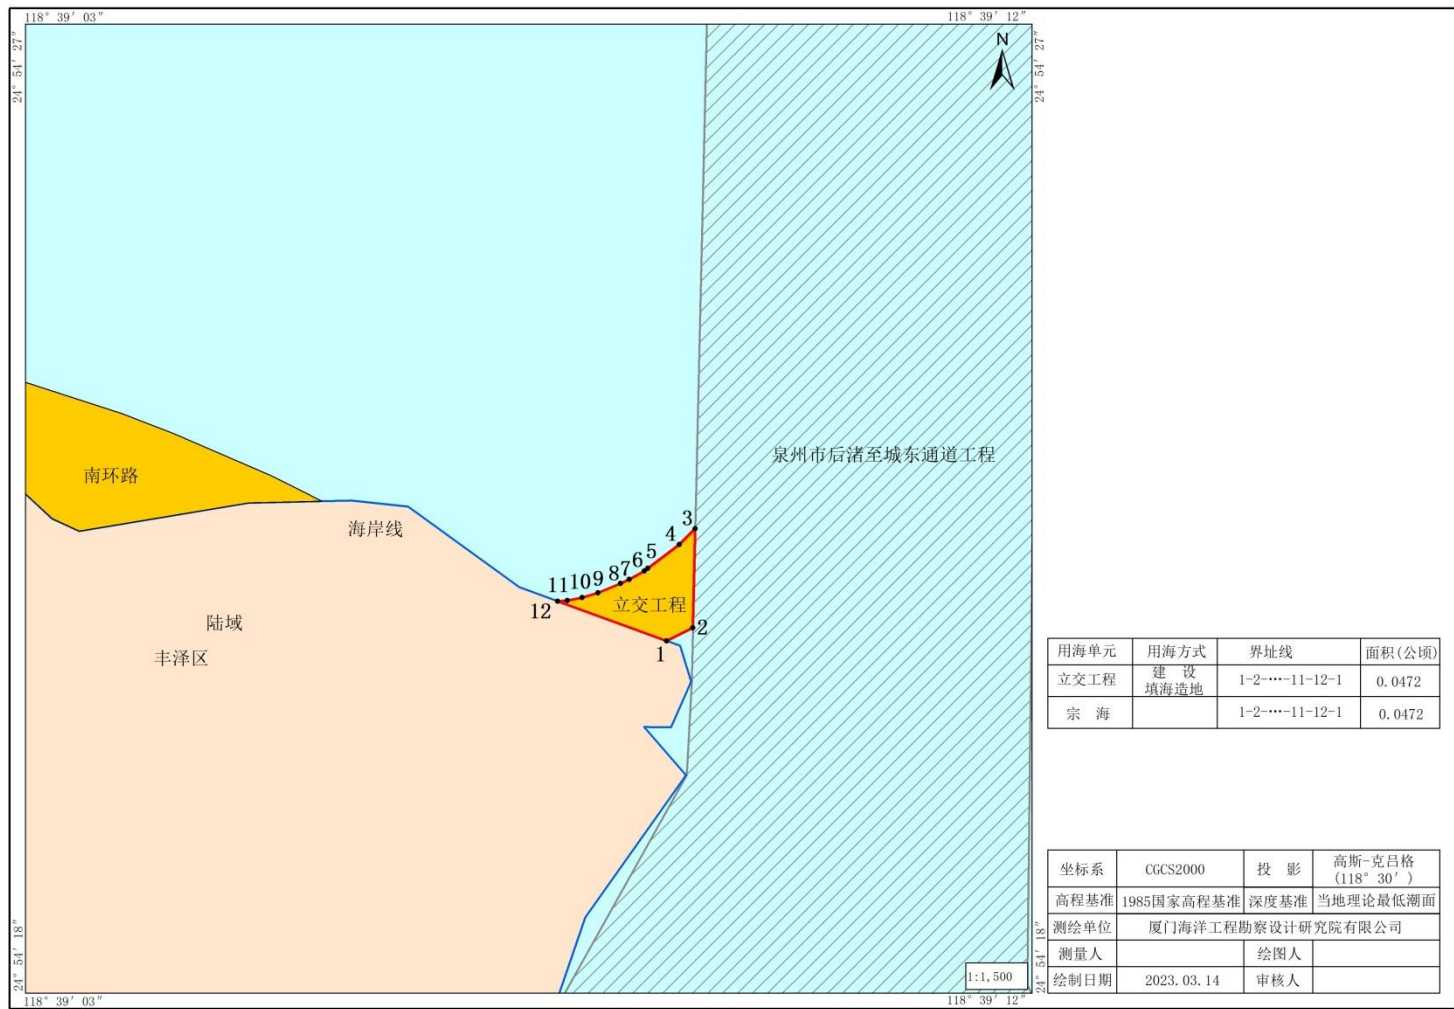 118° 39′ 03″
118° 39′ 12″
24° 54′ 27″
24° 54′ 27″
N
泉州市后渚至城东通道工程
南环路
海岸线
3
4
5
6
7
8
9
10
11
12
立交工程
2
1
陆域
丰泽区
用海单元 用海方式 界址线 面积(公顷)
立交工程 建 设 填海造地 1-2-…-11-12-1 0.0472
宗 海 1-2-…-11-12-1 0.0472
坐标系 CGCS2000 投 影 高斯-克吕格 (118° 30′)
高程基准 1985国家高程基准 深度基准 当地理论最低潮面
测绘单位 厦门海洋工程勘察设计研究院有限公司
测量人 绘图人
绘制日期 2023.03.14 审核人
1:1,500
24° 54′ 18″
24° 54′ 18″
118° 39′ 03″
118° 39′ 12″